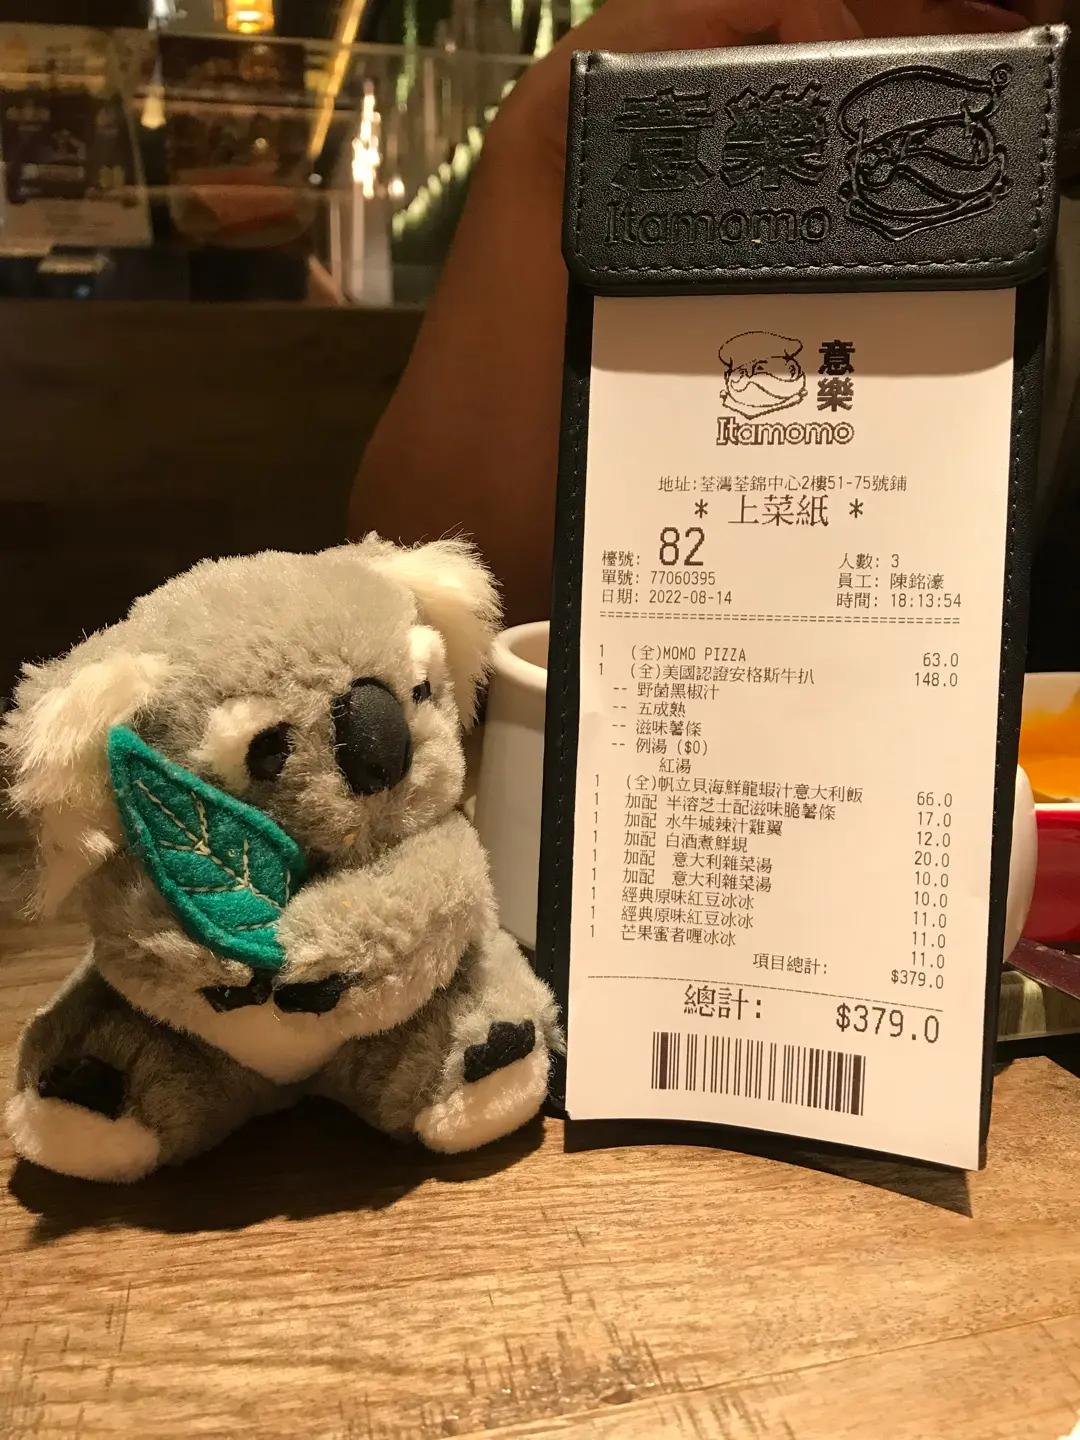 意樂
Itamomo
意樂
Itamomo
地址:荃灣荃錦中心2樓51-75號鋪
* 上菜紙 *
檯號: 82 人數: 3
單號: 77060395 員工: 陳銘濠
日期: 2022-08-14 時間: 18:13:54
1 (全)MOMO PIZZA 63.0
1 (全)美國認證安格斯牛扒 148.0
-- 野菌黑椒汁
-- 五成熟
-- 滋味薯條
-- 例湯 ($0)
紅湯
1 (全)帆立貝海鮮龍蝦汁意大利飯 66.0
1 加配 半溶芝士配滋味脆薯條 17.0
1 加配 水牛城辣汁雞翼 12.0
1 加配 白酒煮鮮蜆 20.0
1 加配 意大利雜菜湯 10.0
1 加配 意大利雜菜湯 10.0
1 經典原味紅豆冰冰 11.0
1 經典原味紅豆冰冰 11.0
1 芒果蜜者喱冰冰 11.0
項目總計: $379.0
總計: $379.0